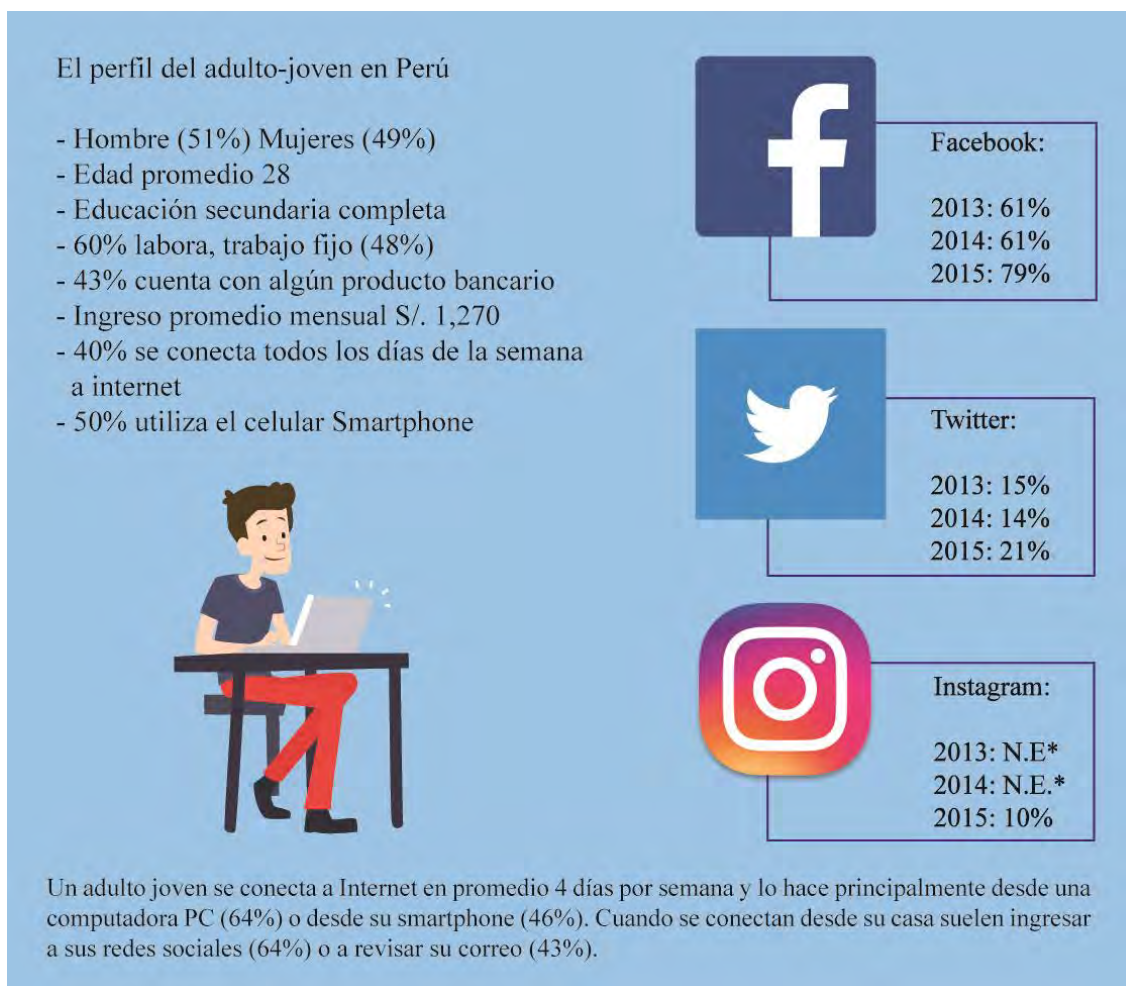 El perfil del adulto-joven en Perú
- Hombre (51%) Mujeres (49%)
- Edad promedio 28
- Educación secundaria completa
- 60% labora, trabajo fijo (48%)
- 43% cuenta con algún producto bancario
- Ingreso promedio mensual S/. 1,270
- 40% se conecta todos los días de la semana
a internet
- 50% utiliza el celular Smartphone
Facebook:
2013: 61%
2014: 61%
2015: 79%
Twitter:
2013: 15%
2014: 14%
2015: 21%
Instagram:
2013: N.E*
2014: N.E.*
2015: 10%
Un adulto joven se conecta a Internet en promedio 4 días por semana y lo hace principalmente desde una
computadora PC (64%) o desde su smartphone (46%). Cuando se conectan desde su casa suelen ingresar
a sus redes sociales (64%) o a revisar su correo (43%).